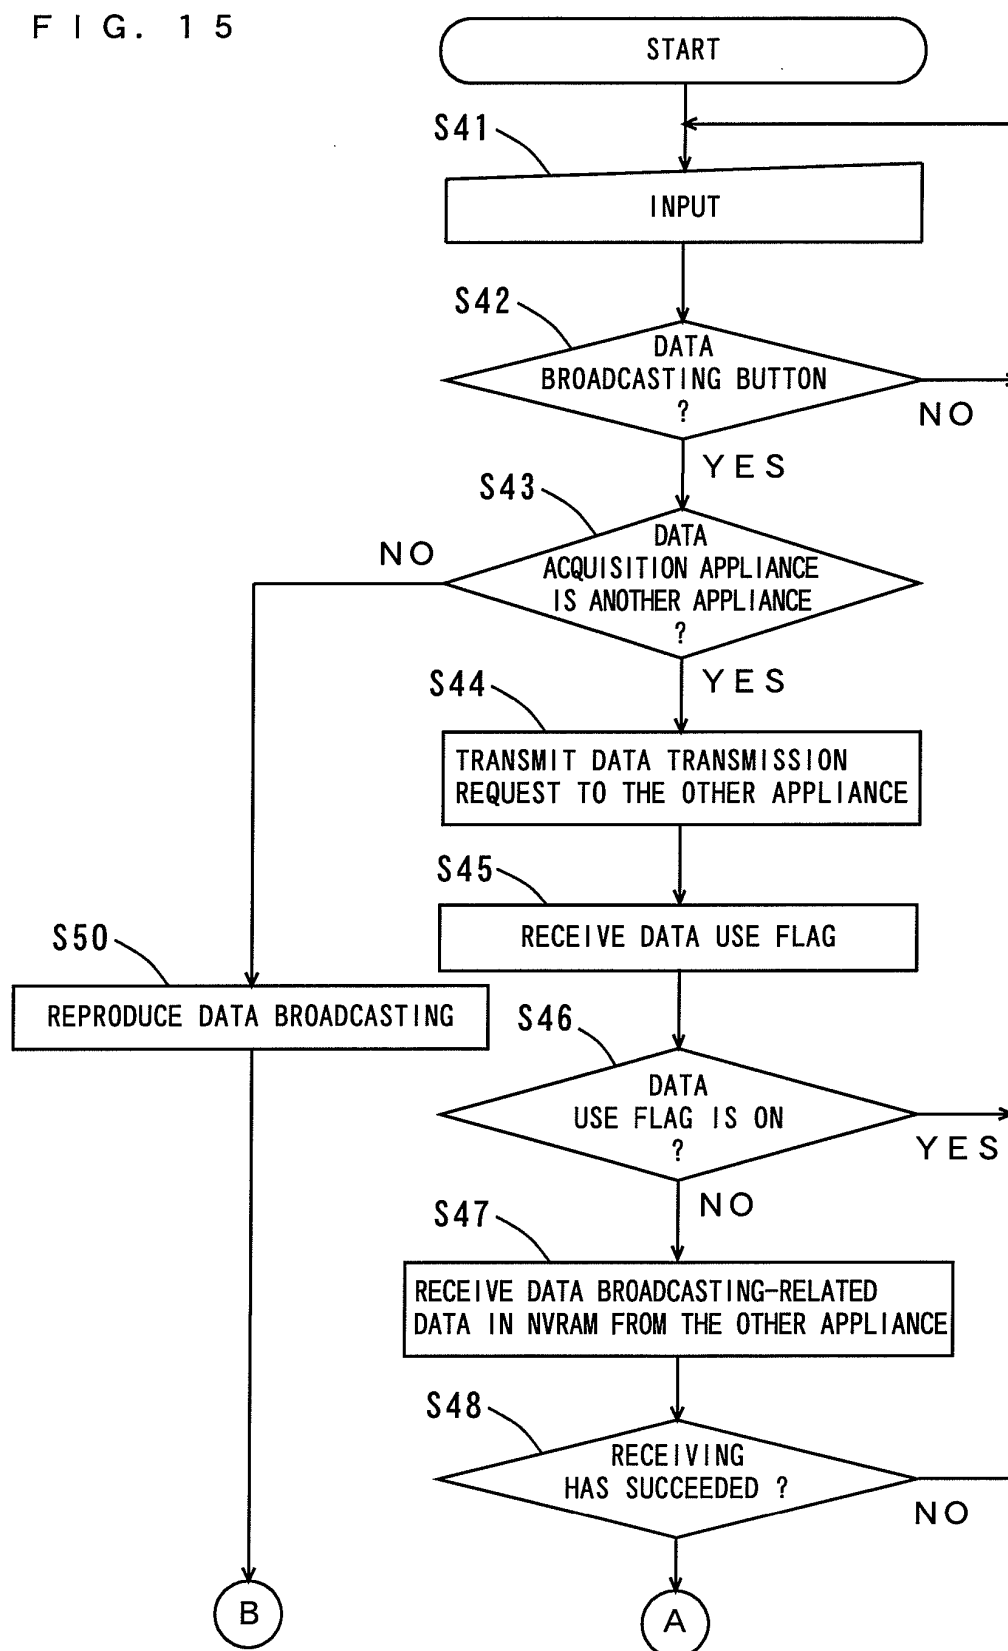 FIG. 15
START
S41
INPUT
S42
DATA
BROADCASTING BUTTON
?
NO
YES
S43
DATA
ACQUISITION APPLIANCE
IS ANOTHER APPLIANCE
?
NO
YES
S44
TRANSMIT DATA TRANSMISSION
REQUEST TO THE OTHER APPLIANCE
S45
RECEIVE DATA USE FLAG
S50
REPRODUCE DATA BROADCASTING
S46
DATA
USE FLAG IS ON
?
YES
NO
S47
RECEIVE DATA BROADCASTING-RELATED
DATA IN NVRAM FROM THE OTHER APPLIANCE
S48
RECEIVING
HAS SUCCEEDED ?
NO
B
A